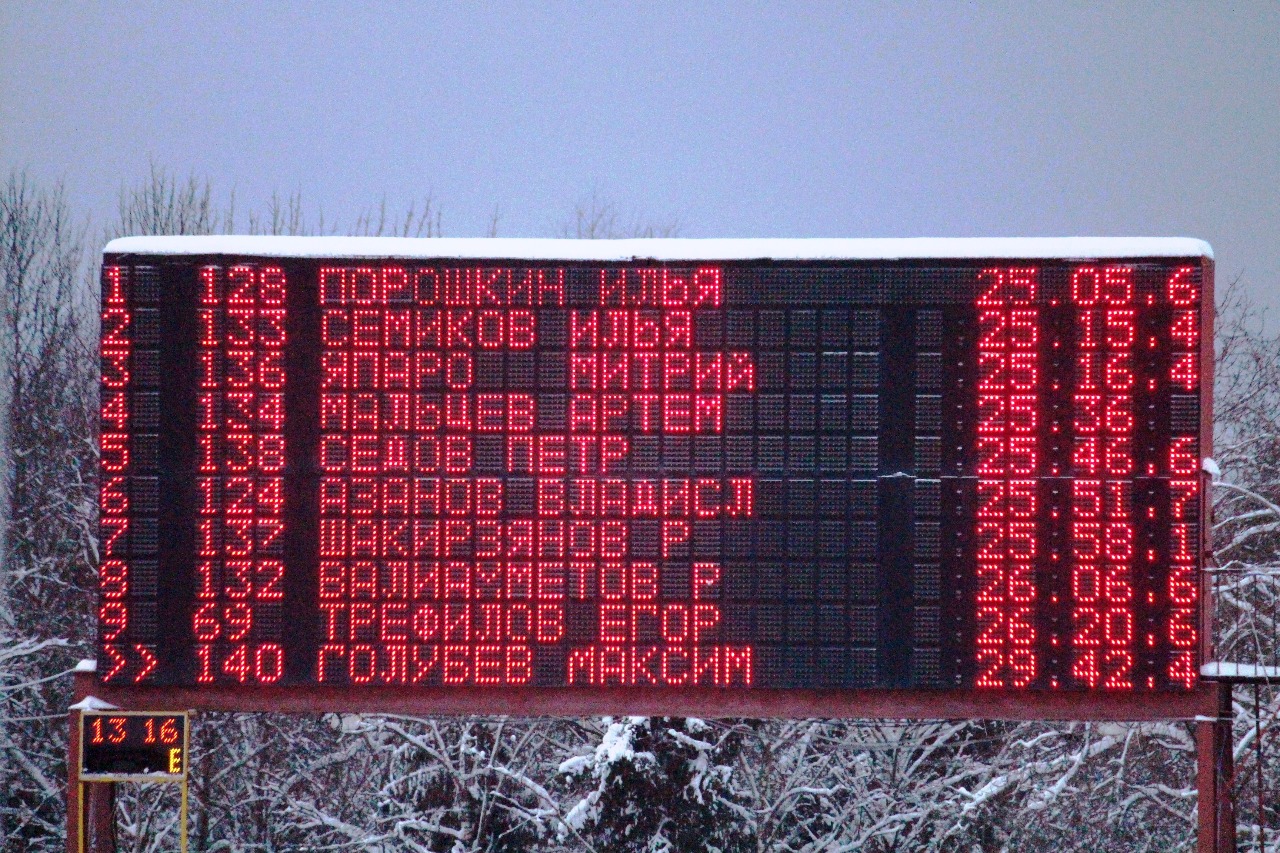 1 128 ПОРОШКИН ИЛЬЯ 25.05.6
2 133 СЕМИКОВ ИЛЬЯ 25.15.4
3 136 ЯПАРО МИТРИЙ 25.16.4
4 134 МАЛЬЦЕВ АРТЕМ 25.36.
5 138 СЕДОВ ПЕТР 25.46.6
6 124 АЗАНОВ ВЛАДИСЛ 25.51.7
7 137 ШАКИРЗЯНОВ Р 25.58.1
8 132 ВАЛИАХМЕТОВ Р 26.06.6
9 69 ТРЕФИЛОВ ЕГОР 26.20.6
>> 140 ГОЛУБЕВ МАКСИМ 29.42.4
13 16
E